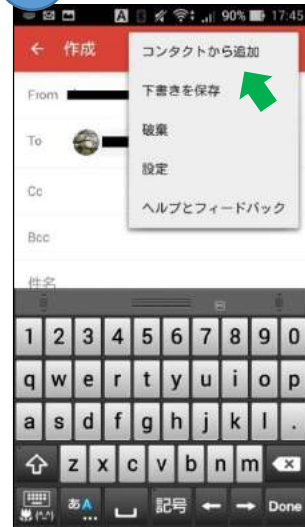 A 90% 17:45
← 作成
コンタクトから追加
下書きを保存
破棄
設定
ヘルプとフィードバック
From
To
Cc
Bcc
件名
1 2 3 4 5 6 7 8 9 0
q w e r t y u i o p
a s d f g h j k l .
z x c v b n m
(^-^) あA 記号 ← → Done